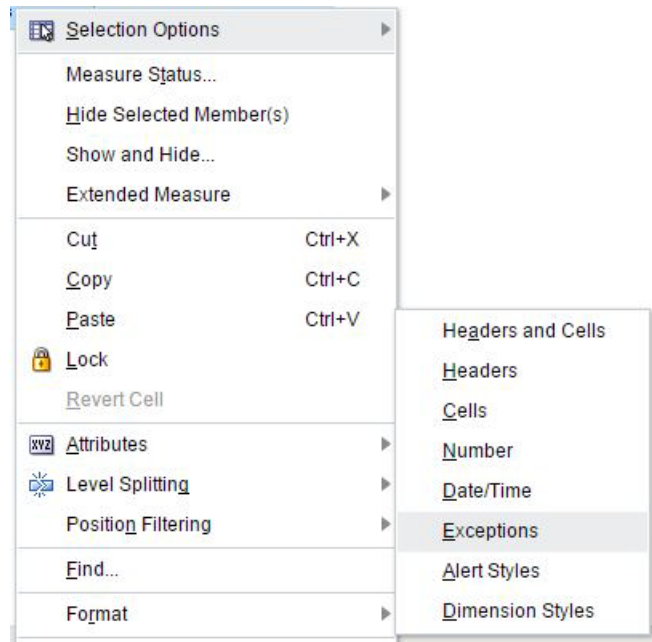 Selection Options
Measure Status...
Hide Selected Member(s)
Show and Hide...
Extended Measure
Cut Ctrl+X
Copy Ctrl+C
Paste Ctrl+V
Lock
Revert Cell
XYZ Attributes
Level Splitting
Position Filtering
Find...
Format
Headers and Cells
Headers
Cells
Number
Date/Time
Exceptions
Alert Styles
Dimension Styles